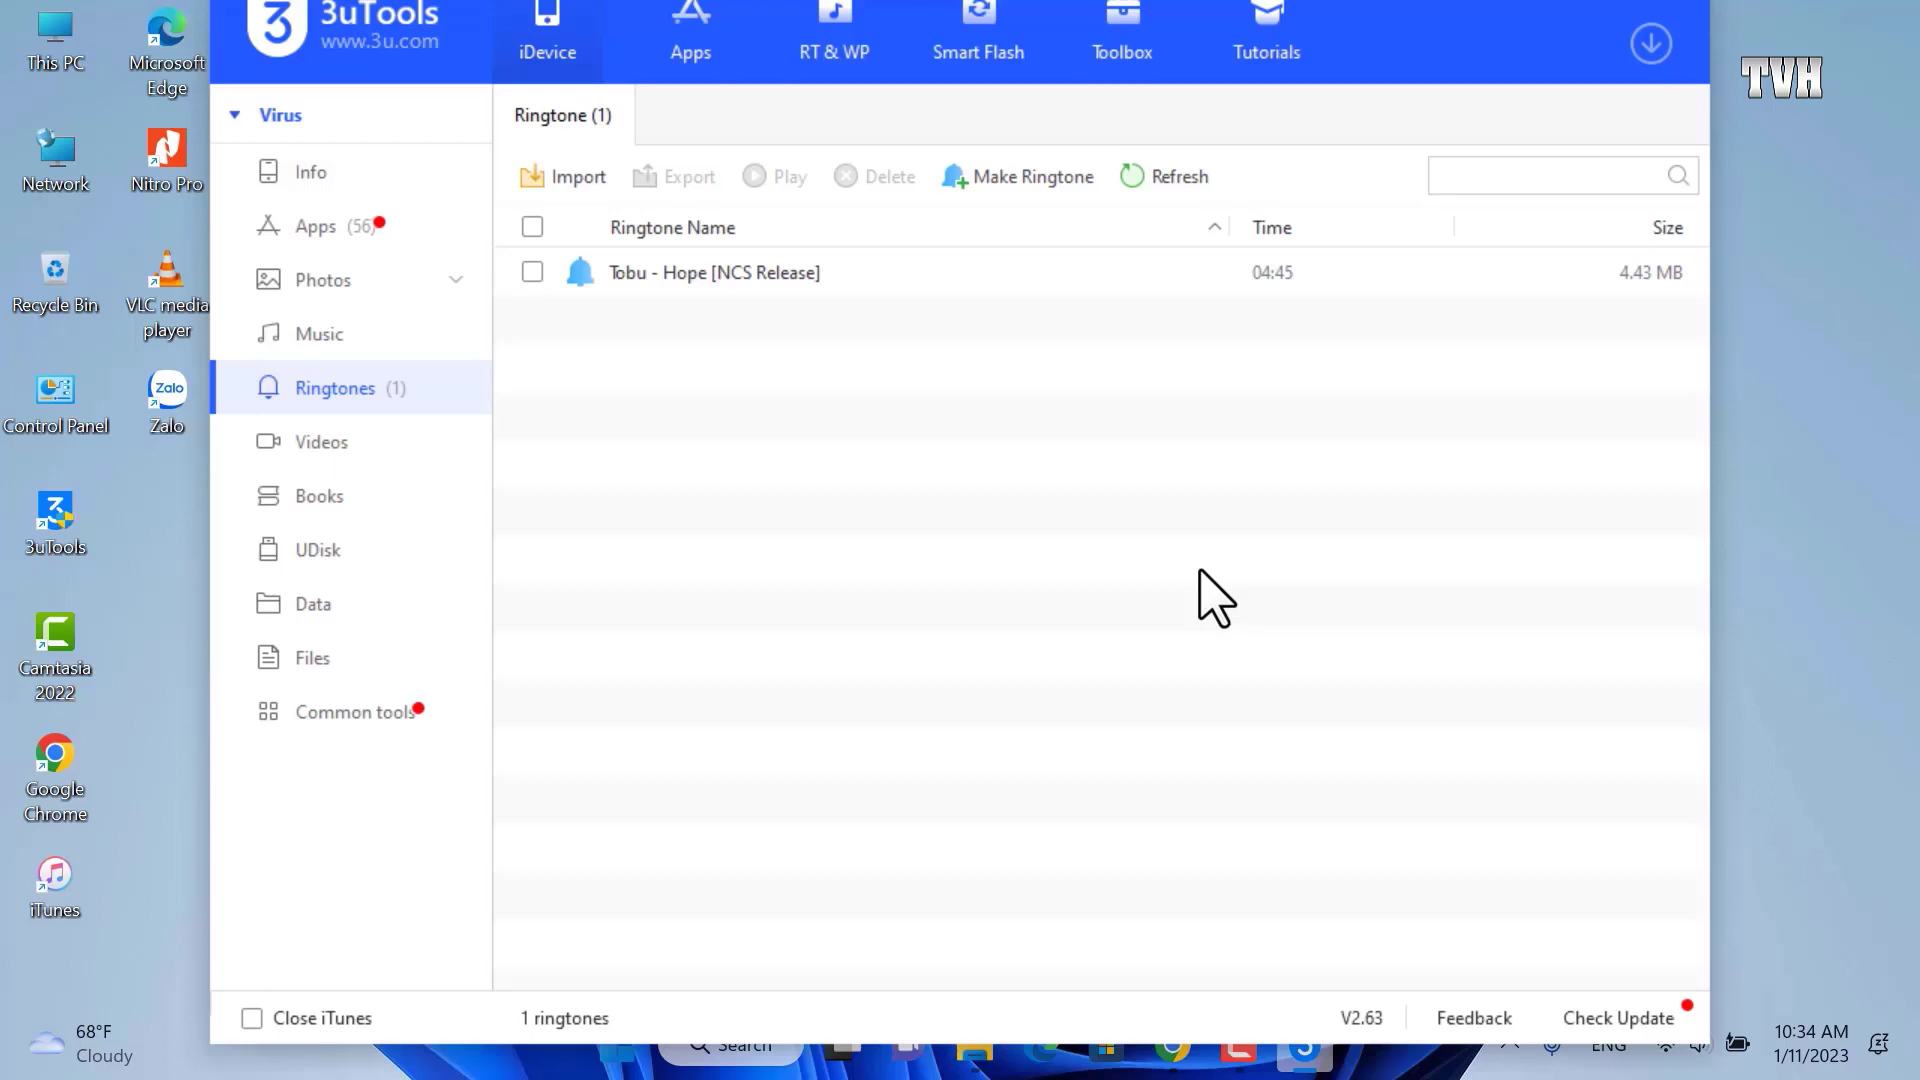 This PC
Microsoft
Edge
Network
Nitro Pro
Recycle Bin
VLC media
player
Control Panel
Zalo
Zalo
3uTools
Camtasia
2022
Google
Chrome
iTunes
68°F
Cloudy
3uTools
www.3u.com
iDevice
Apps
RT & WP
Smart Flash
Toolbox
Tutorials
TVH
Virus
Info
Apps (56)
Photos
Music
Ringtones (1)
Videos
Books
UDisk
Data
Files
Common tools
Ringtone (1)
Import
Export
Play
Delete
Make Ringtone
Refresh
Ringtone Name
Time
Size
Tobu - Hope [NCS Release]
04:45
4.43 MB
Close iTunes
1 ringtones
V2.63
Feedback
Check Update
Search
ENG
10:34 AM
1/11/2023